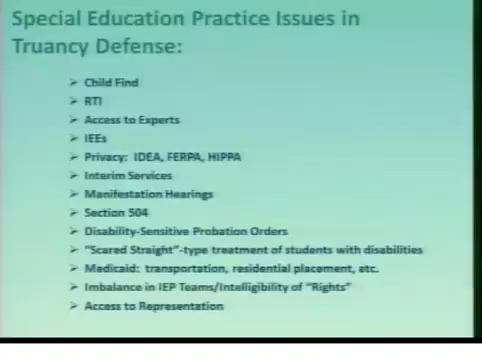 Special Education Practice Issues in
Truancy Defense:
➢ Child Find
➢ RTI
➢ Access to Experts
➢ IEEs
➢ Privacy: IDEA, FERPA, HIPPA
➢ Interim Services
➢ Manifestation Hearings
➢ Section 504
➢ Disability-Sensitive Probation Orders
➢ "Scared Straight"-type treatment of students with disabilities
➢ Medicaid: transportation, residential placement, etc.
➢ Imbalance in IEP Teams/Intelligibility of "Rights"
➢ Access to Representation